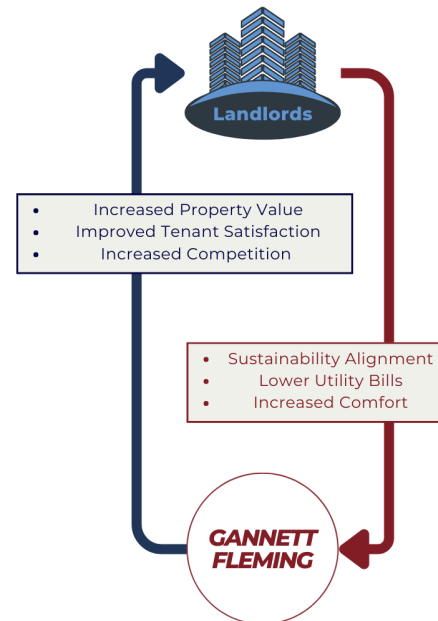 Landlords
• Increased Property Value
• Improved Tenant Satisfaction
• Increased Competition
• Sustainability Alignment
• Lower Utility Bills
• Increased Comfort
GANNETT
FLEMING